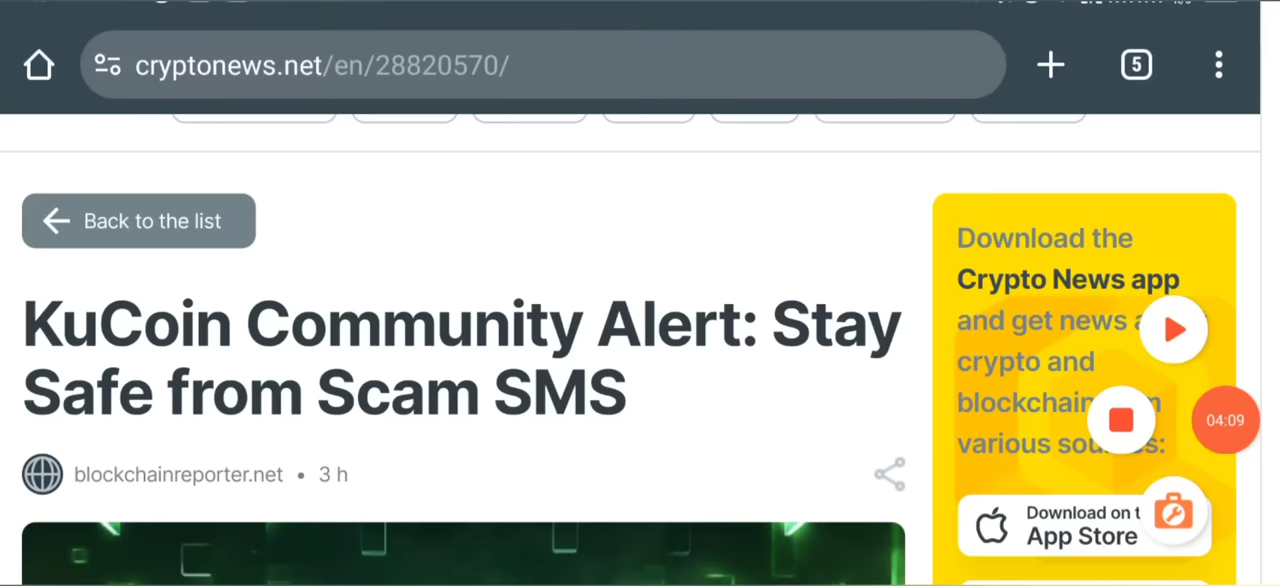 cryptonews.net/en/28820570/
5
Back to the list
KuCoin Community Alert: Stay
Safe from Scam SMS
blockchainreporter.net • 3 h
Download the
Crypto News app
and get news
crypto and
blockchain
various
04:09
Download on
App Store